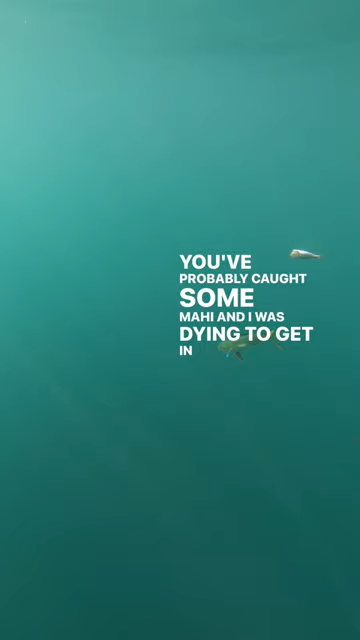 YOU'VE
PROBABLY CAUGHT
SOME
MAHI AND I WAS
DYING TO GET
IN